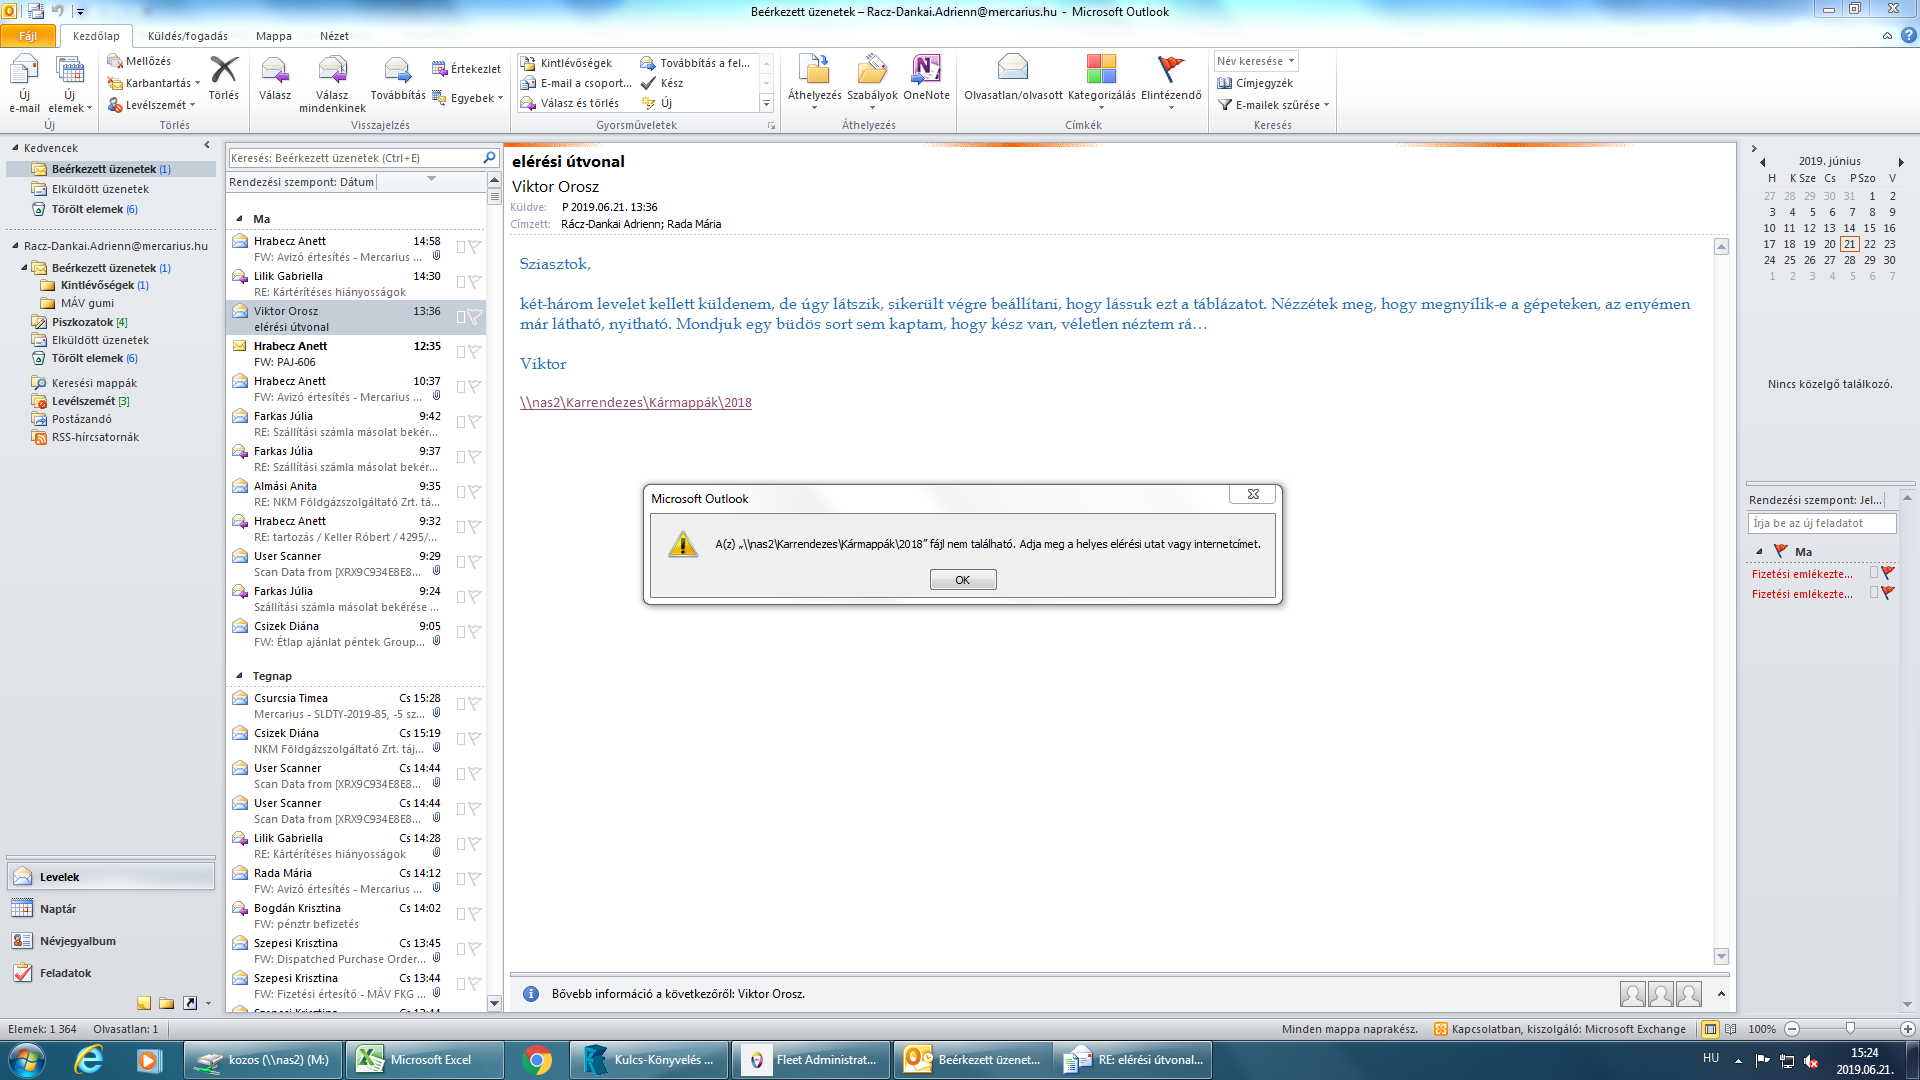 Beérkezett üzenetek – Racz-Dankai.Adrienn@mercarius.hu - Microsoft Outlook
Fájl
Kezdőlap
Küldés/fogadás
Mappa
Nézet
Új
e-mail
Új
elemek
Új
Mellőzés
Karbantartás
Levélszemét
Törlés
Törlés
Válasz
Válasz
mindenkinek
Továbbítás
Értekezlet
Egyebek
Visszajelzés
Kintlévőségek
E-mail a csoport...
Válasz és törlés
Továbbítás a fel...
Kész
Új
Gyorsműveletek
Áthelyezés
Szabályok
OneNote
Áthelyezés
Olvasatlan/olvasott
Kategorizálás
Elintézendő
Címkék
Név keresése
Címjegyzék
E-mailek szűrése
Keresés
Kedvencek
Beérkezett üzenetek (1)
Elküldött üzenetek
Törölt elemek (6)
Racz-Dankai.Adrienn@mercarius.hu
Beérkezett üzenetek (1)
Kintlévőségek (1)
MÁV gumi
Piszkozatok [4]
Elküldött üzenetek
Törölt elemek (6)
Keresési mappák
Levélszemét [3]
Postázandó
RSS-hírcsatornák
Levelek
Naptár
Névjegyalbum
Feladatok
Keresés: Beérkezett üzenetek (Ctrl+E)
Rendezési szempont: Dátum
Ma
Hrabecz Anett 14:58
FW: Avizó értesítés - Mercarius ...
Lilik Gabriella 14:30
RE: Kártérítéses hiányosságok
Viktor Orosz 13:36
elérési útvonal
Hrabecz Anett 12:35
FW: PAJ-606
Hrabecz Anett 10:37
FW: Avizó értesítés - Mercarius ...
Farkas Júlia 9:42
RE: Szállítási számla másolat bekér...
Farkas Júlia 9:37
RE: Szállítási számla másolat bekér...
Almási Anita 9:35
RE: NKM Földgázszolgáltató Zrt. tá...
Hrabecz Anett 9:32
RE: tartozás / Keller Róbert / 4295/...
User Scanner 9:29
Scan Data from [XRX9C934E8E8...
Farkas Júlia 9:24
Szállítási számla másolat bekérése ...
Csizek Diána 9:05
FW: Étlap ajánlat péntek Group...
Tegnap
Csurcsia Timea Cs 15:28
Mercarius - SLDTY-2019-85, -5 sz...
Csizek Diána Cs 15:19
NKM Földgázszolgáltató Zrt. táj...
User Scanner Cs 14:44
Scan Data from [XRX9C934E8E8...
User Scanner Cs 14:44
Scan Data from [XRX9C934E8E8...
Lilik Gabriella Cs 14:28
RE: Kártérítéses hiányosságok
Rada Mária Cs 14:12
FW: Avizó értesítés - Mercarius ...
Bogdán Krisztina Cs 14:02
FW: pénztr befizetés
Szepesi Krisztina Cs 13:45
FW: Dispatched Purchase Order...
Szepesi Krisztina Cs 13:44
FW: Fizetési értesítő - MÁV FKG ...
elérési útvonal
Viktor Orosz
Küldve: P 2019.06.21. 13:36
Címzett: Rácz-Dankai Adrienn; Rada Mária
Sziasztok,
két-három levelet kellett küldenem, de úgy látszik, sikerült végre beállítani, hogy lássuk ezt a táblázatot. Nézzétek meg, hogy megnyílik-e a gépeteken, az enyémen
már látható, nyitható. Mondjuk egy büdös sort sem kaptam, hogy kész van, véletlen néztem rá…
Viktor
\\nas2\Karrendezes\Kármappák\2018
Microsoft Outlook
A(z) „\\nas2\Karrendezes\Kármappák\2018” fájl nem található. Adja meg a helyes elérési utat vagy internetcímet.
OK
Bővebb információ a következőről: Viktor Orosz.
2019. június
H K Sze Cs P Szo V
27 28 29 30 31 1 2
3 4 5 6 7 8 9
10 11 12 13 14 15 16
17 18 19 20 21 22 23
24 25 26 27 28 29 30
1 2 3 4 5 6 7
Nincs közelgő találkozó.
Rendezési szempont: Jel...
Írja be az új feladatot
Ma
Fizetési emlékezte...
Fizetési emlékezte...
Elemek: 1 364 Olvasatlan: 1
Minden mappa naprakész. Kapcsolatban, kiszolgáló: Microsoft Exchange 100%
kozos (\\nas2) (M:)
Microsoft Excel
Kulcs-Könyvelés ...
Fleet Administrat...
Beérkezett üzenet...
RE: elérési útvonal...
HU
15:24
2019.06.21.